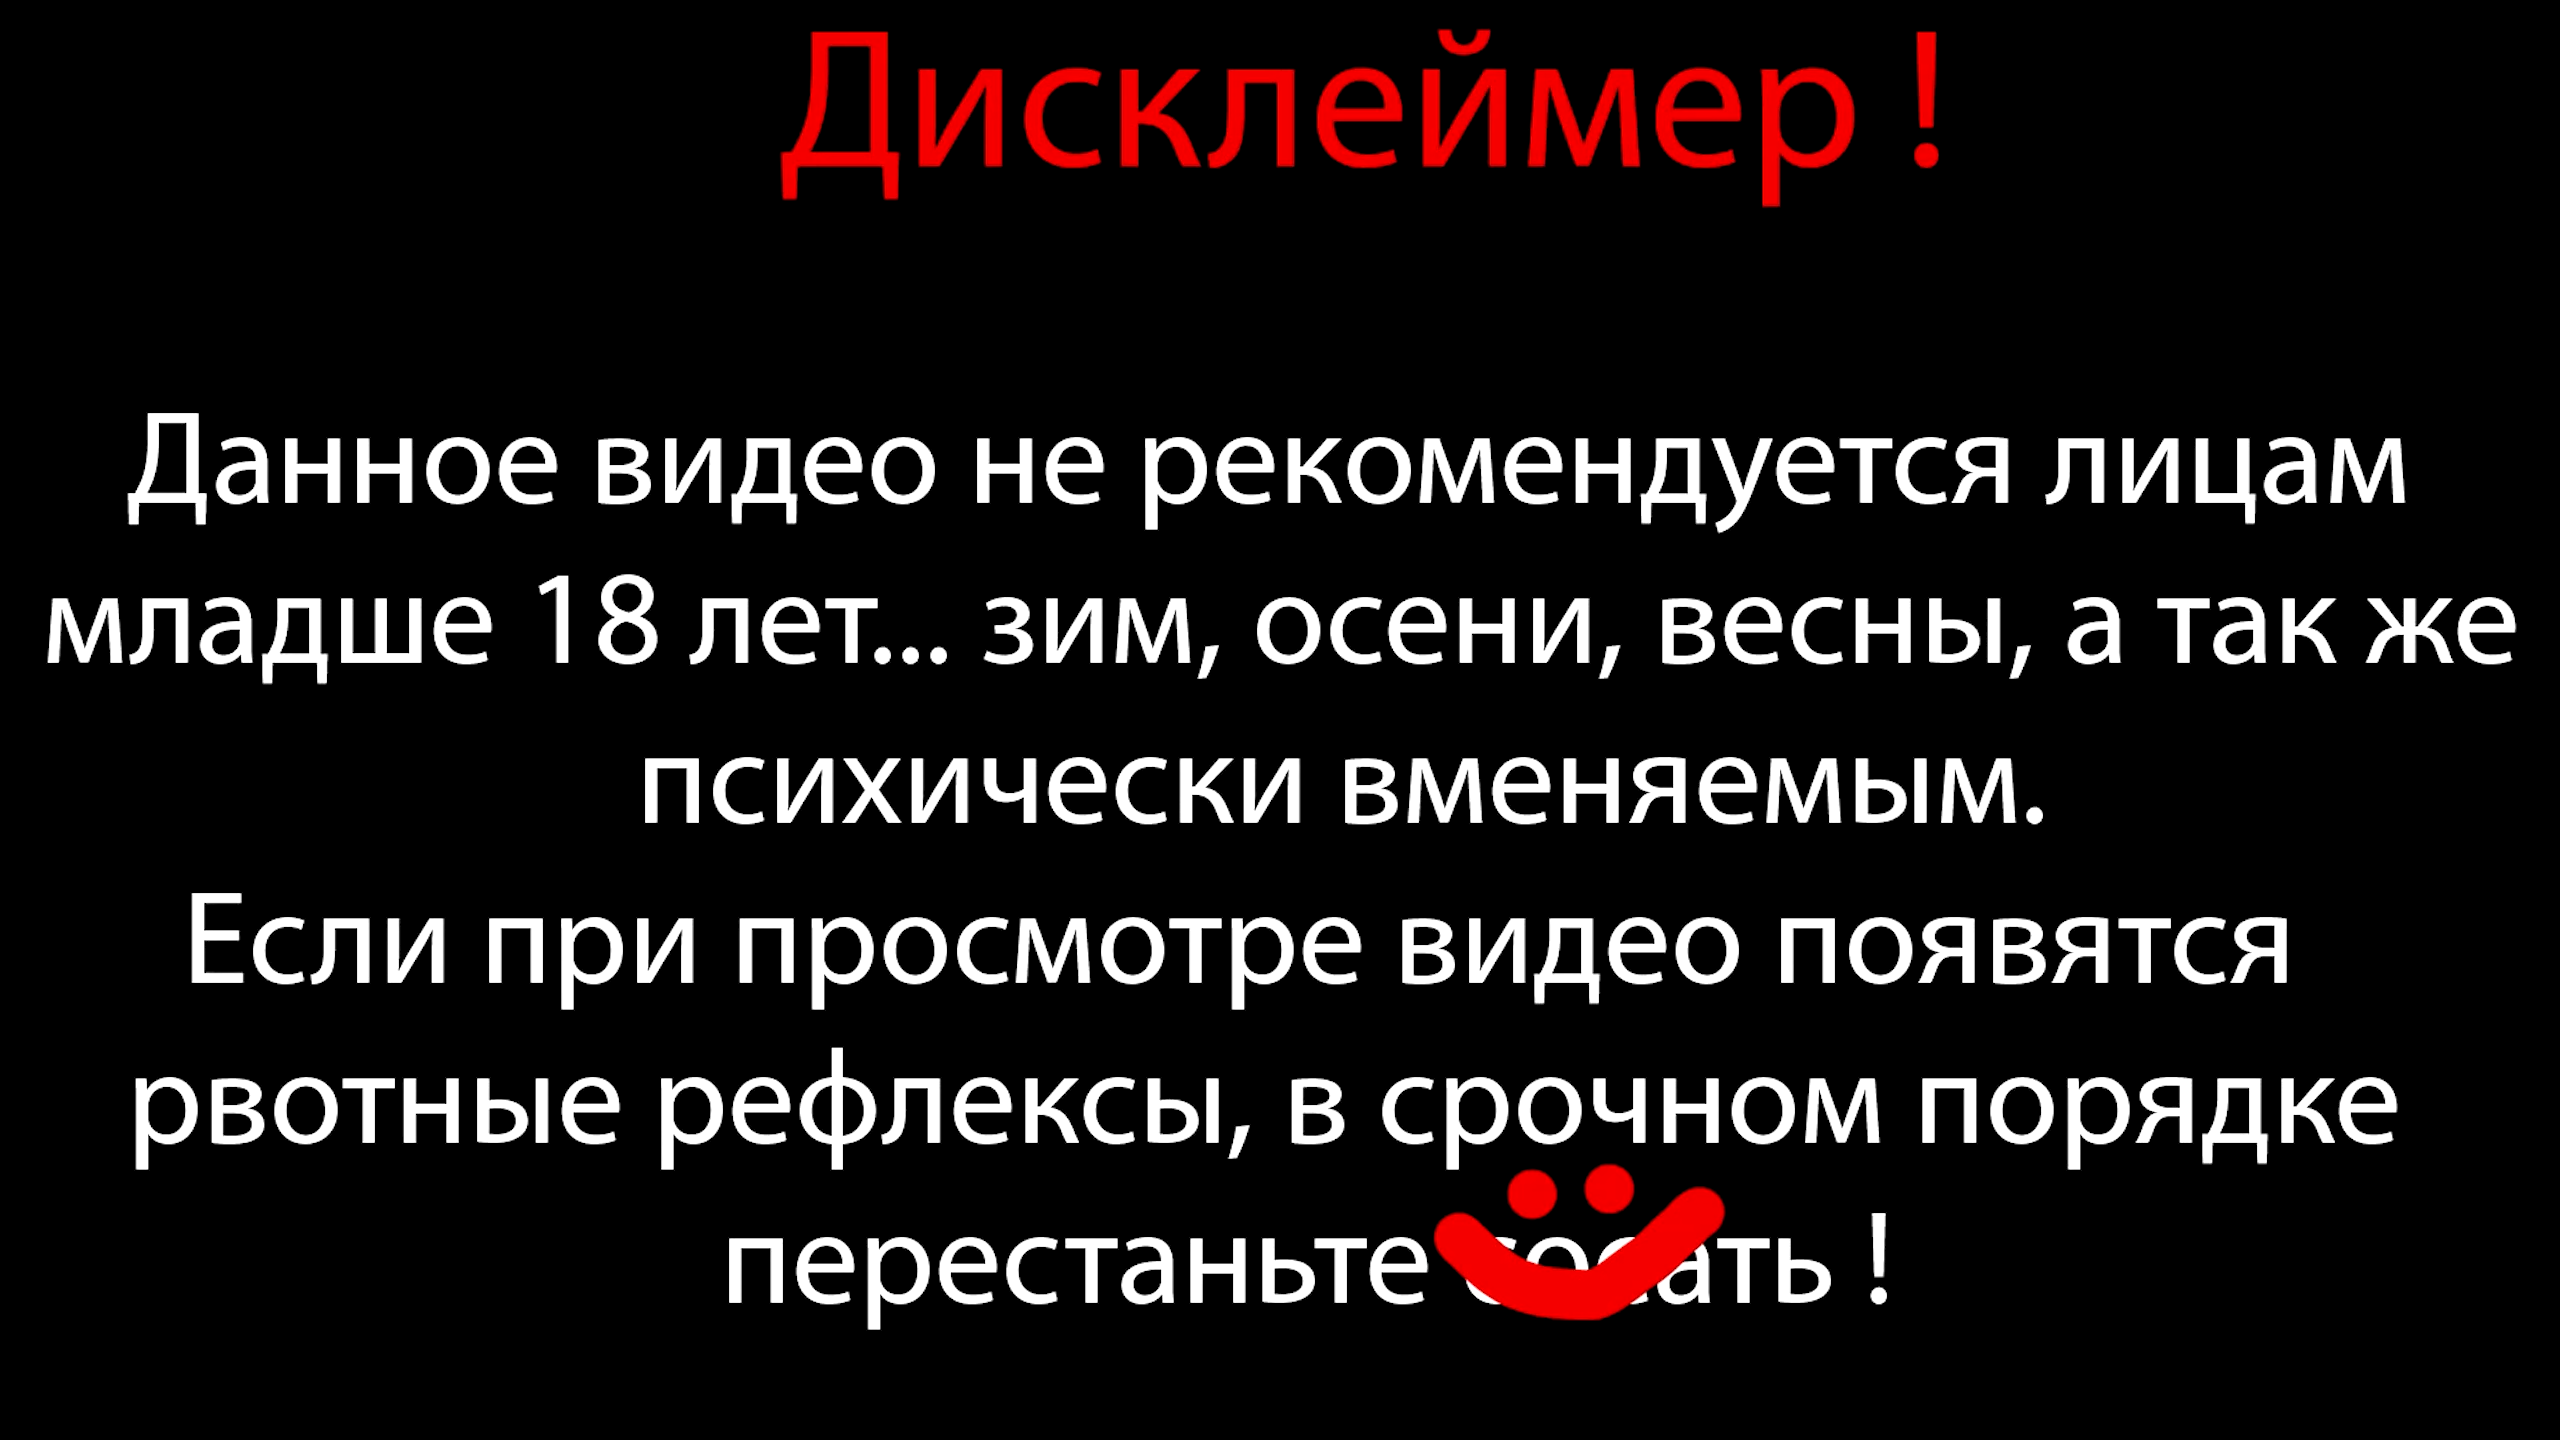 Дисклеймер !
Данное видео не рекомендуется лицам
младше 18 лет... зим, осени, весны, а так же
психически вменяемым.
Если при просмотре видео появятся
рвотные рефлексы, в срочном порядке
перестаньте сосать !